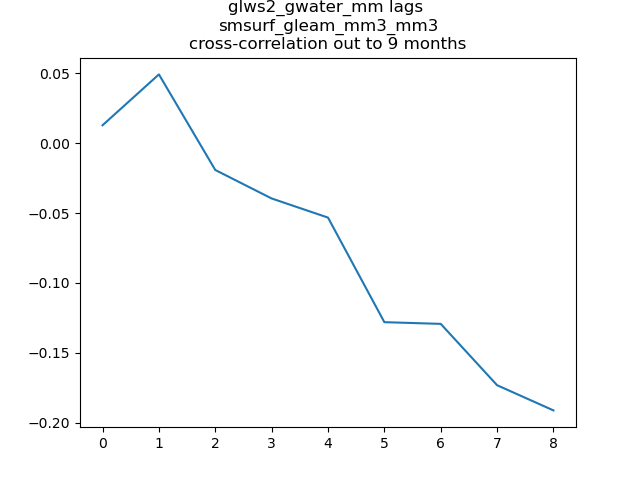 glws2_gwater_mm lags
smsurf_gleam_mm3_mm3
cross-correlation out to 9 months
0.05
0.00
−0.05
−0.10
−0.15
−0.20
0 1 2 3 4 5 6 7 8